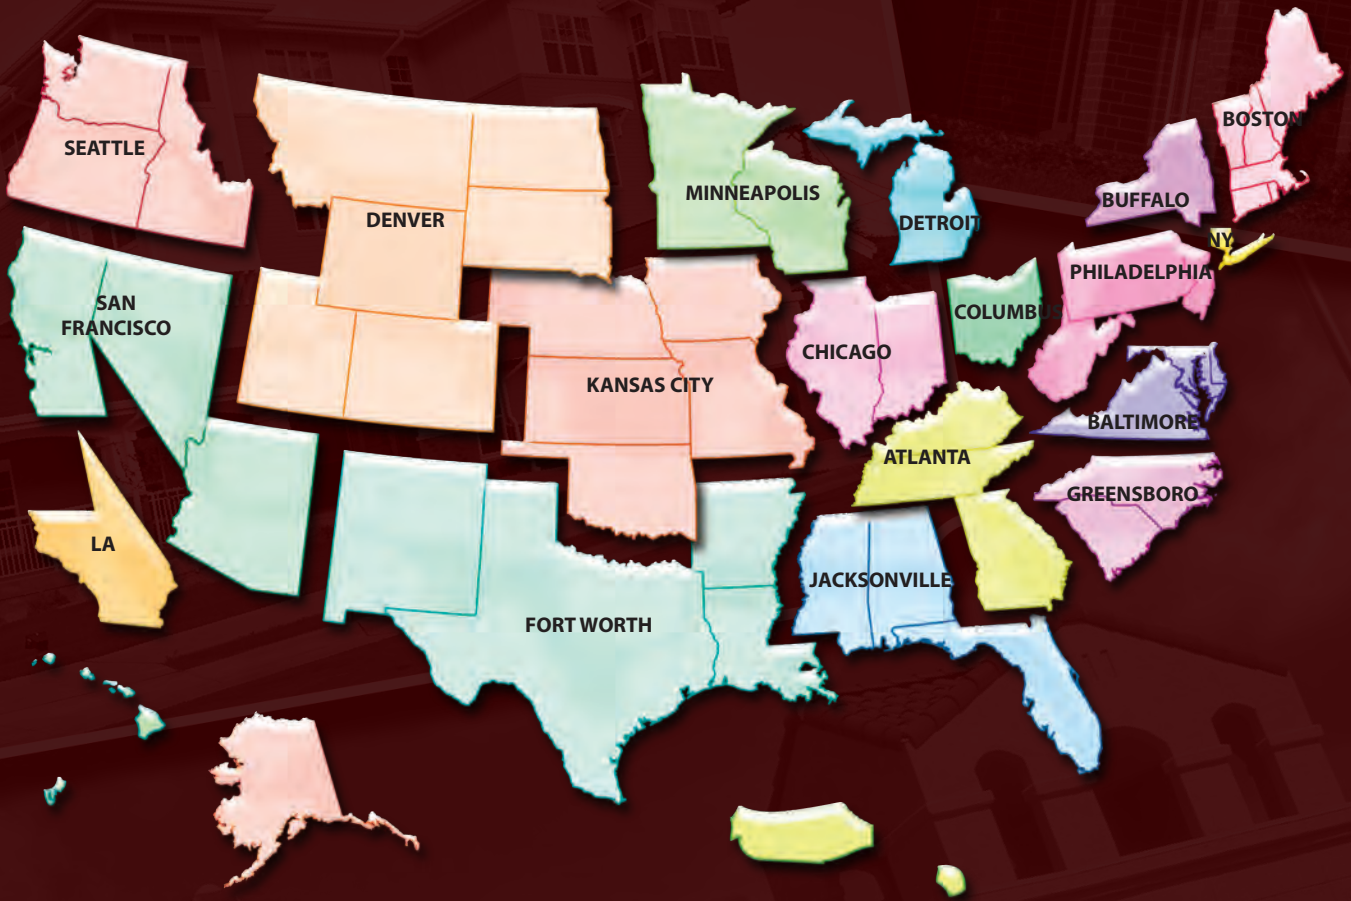 BOSTON
SEATTLE
MINNEAPOLIS
BUFFALO
DENVER
DETROIT
NY
PHILADELPHIA
SAN
FRANCISCO
COLUMBUS
CHICAGO
KANSAS CITY
BALTIMORE
ATLANTA
GREENSBORO
LA
JACKSONVILLE
FORT WORTH